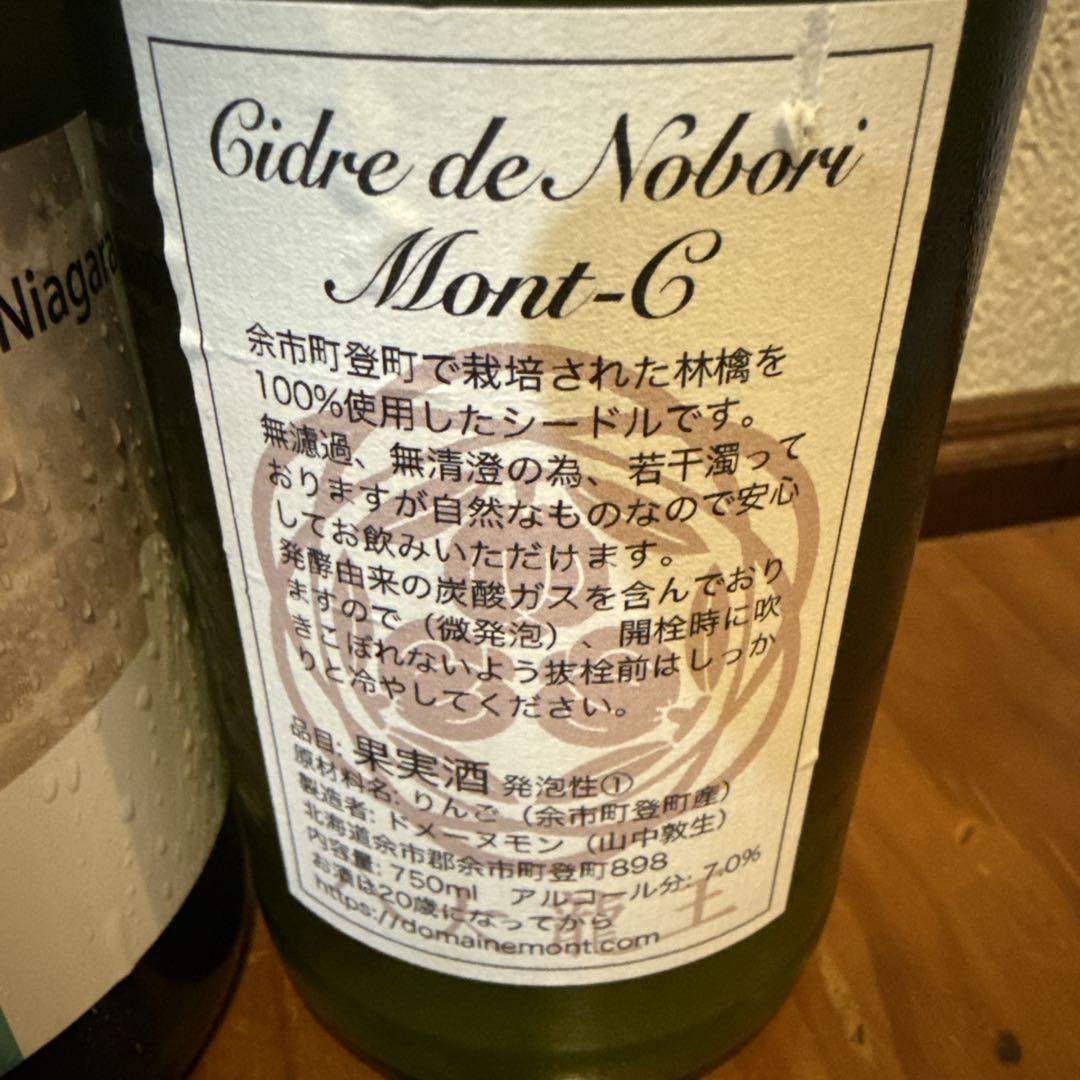 Niagara
Cidre de Nobori
Mont-C
余市町登町で栽培された林檎を
100%使用したシードルです。
無濾過、無清澄の為、若干濁って
おりますが自然なものなので安心
してお飲みいただけます。
発酵由来の炭酸ガスを含んでおり
ますので（微発泡）、開栓時に吹
きこぼれないよう抜栓前はしっか
りと冷やしてください。
品目: 果実酒 発泡性①
原材料名: りんご（余市町登町産）
製造者: ドメーヌモン（山中敦生）
北海道余市郡余市町登町898
内容量: 750ml アルコール分: 7.0%
お酒は20歳になってから
https://domainemont.com